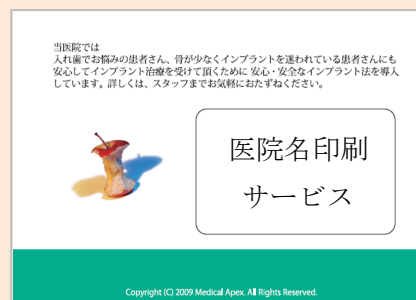 当医院では
入れ歯でお悩みの患者さん、骨が少なくインプラントを迷われている患者さんにも
安心してインプラント治療を受けて頂くために 安心・安全なインプラント法を導入
しています。詳しくは、スタッフまでお気軽におたずねください。
医院名印刷
サービス
Copyright (C) 2009 Medical Apex. All Rights Reserved.